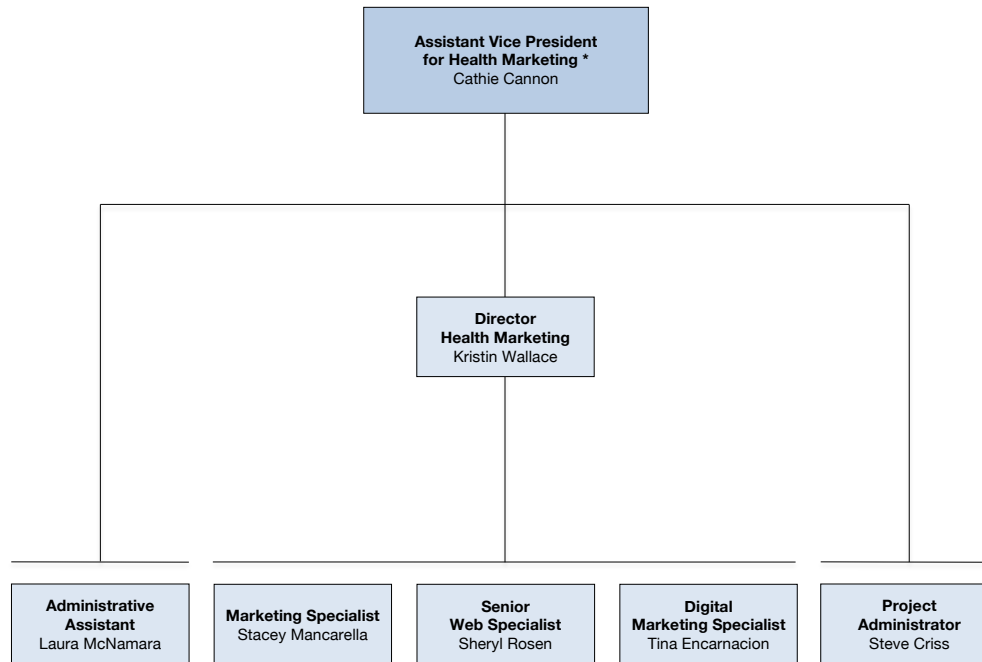 Assistant Vice President
for Health Marketing *
Cathie Cannon
Director
Health Marketing
Kristin Wallace
Administrative
Assistant
Laura McNamara
Marketing Specialist
Stacey Mancarella
Senior
Web Specialist
Sheryl Rosen
Digital
Marketing Specialist
Tina Encarnacion
Project
Administrator
Steve Criss